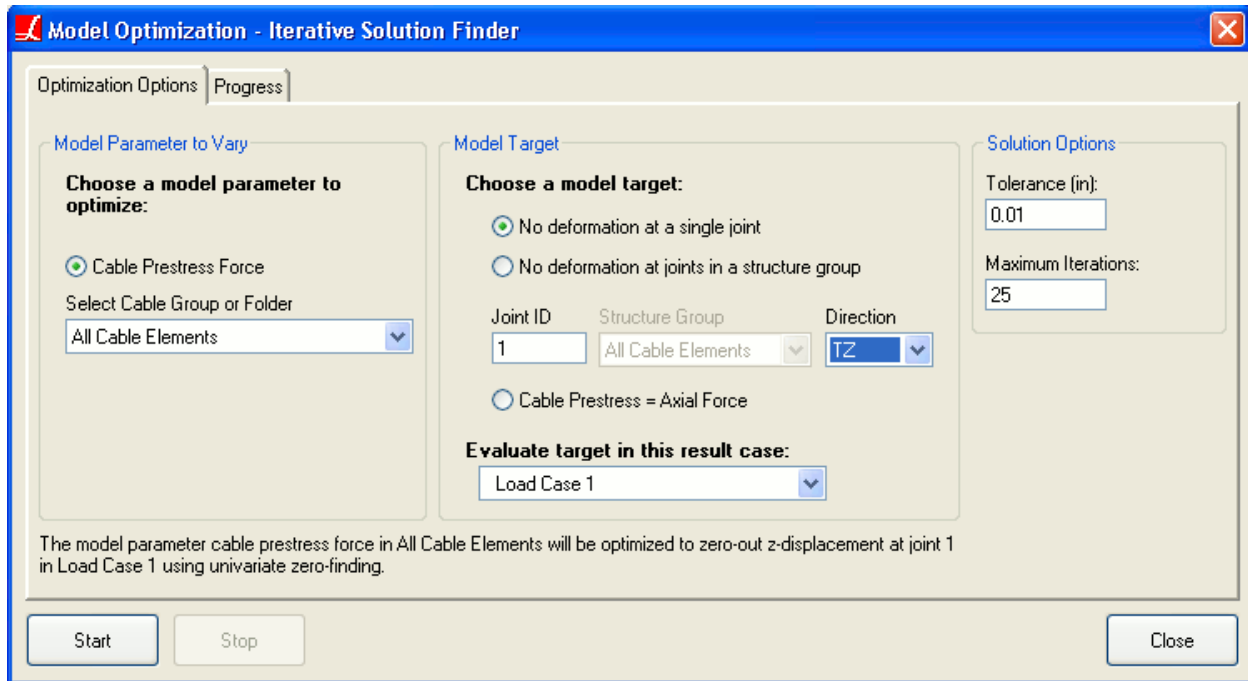 Model Optimization - Iterative Solution Finder
Optimization Options
Progress
Model Parameter to Vary
Choose a model parameter to
optimize:
Cable Prestress Force
Select Cable Group or Folder
All Cable Elements
Model Target
Choose a model target:
No deformation at a single joint
No deformation at joints in a structure group
Joint ID
Structure Group
Direction
1
All Cable Elements
TZ
Cable Prestress = Axial Force
Evaluate target in this result case:
Load Case 1
Solution Options
Tolerance (in):
0.01
Maximum Iterations:
25
The model parameter cable prestress force in All Cable Elements will be optimized to zero-out z-displacement at joint 1
in Load Case 1 using univariate zero-finding.
Start
Stop
Close